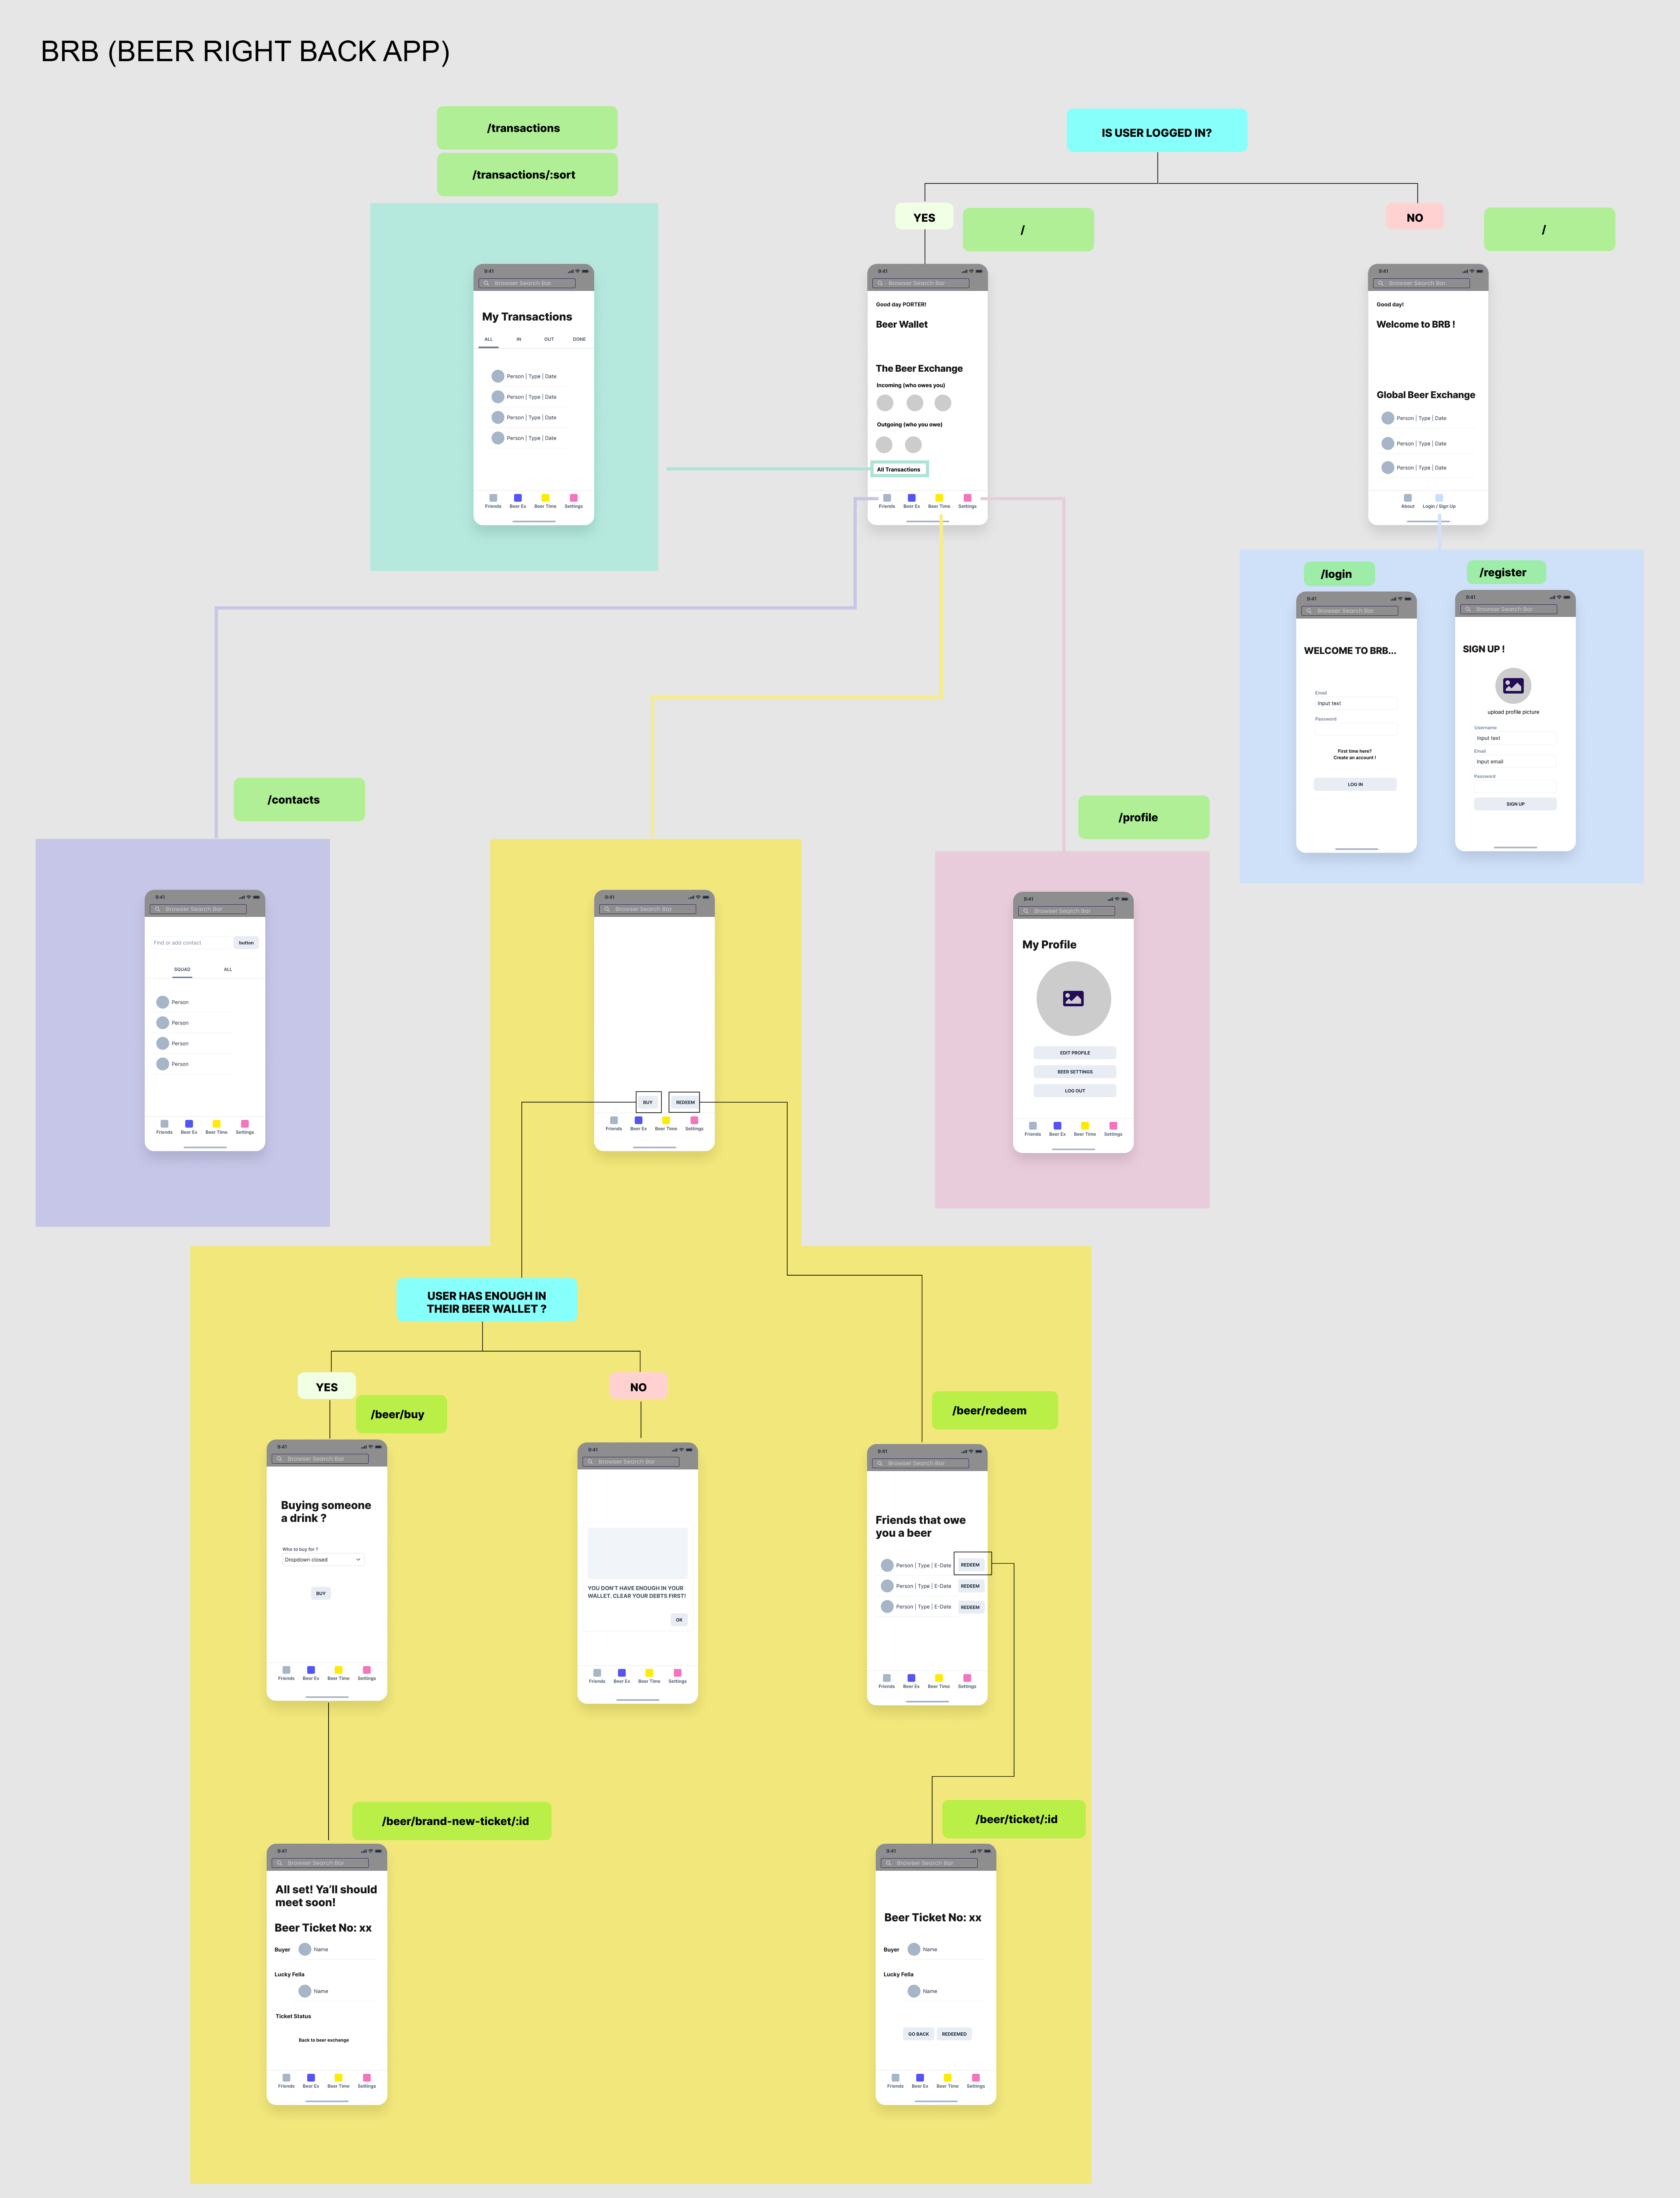 BRB (BEER RIGHT BACK APP)
/transactions
/transactions/:sort
IS USER LOGGED IN?
YES
/
NO
/
9:41
Browser Search Bar
My Transactions
ALL IN OUT DONE
Person | Type | Date
Person | Type | Date
Person | Type | Date
Person | Type | Date
Friends Beer Ex Beer Time Settings
9:41
Browser Search Bar
Good day PORTER!
Beer Wallet
The Beer Exchange
Incoming (who owes you)
Outgoing (who you owe)
All Transactions
Friends Beer Ex Beer Time Settings
9:41
Browser Search Bar
Good day!
Welcome to BRB !
Global Beer Exchange
Person | Type | Date
Person | Type | Date
Person | Type | Date
About Login / Sign Up
/login
9:41
Browser Search Bar
WELCOME TO BRB...
Email
Input text
Password
First time here?
Create an account !
LOG IN
/register
9:41
Browser Search Bar
SIGN UP !
upload profile picture
Username
Input text
Email
Input email
Password
SIGN UP
/contacts
9:41
Browser Search Bar
Find or add contact button
SQUAD ALL
Person
Person
Person
Person
Friends Beer Ex Beer Time Settings
9:41
Browser Search Bar
BUY REDEEM
Friends Beer Ex Beer Time Settings
/profile
9:41
Browser Search Bar
My Profile
EDIT PROFILE
BEER SETTINGS
LOG OUT
Friends Beer Ex Beer Time Settings
USER HAS ENOUGH IN
THEIR BEER WALLET ?
YES
/beer/buy
9:41
Browser Search Bar
Buying someone
a drink ?
Who to buy for ?
Dropdown closed
BUY
Friends Beer Ex Beer Time Settings
NO
9:41
Browser Search Bar
YOU DON'T HAVE ENOUGH IN YOUR
WALLET. CLEAR YOUR DEBTS FIRST!
OK
Friends Beer Ex Beer Time Settings
/beer/redeem
9:41
Browser Search Bar
Friends that owe
you a beer
Person | Type | E-Date REDEEM
Person | Type | E-Date REDEEM
Person | Type | E-Date REDEEM
Friends Beer Ex Beer Time Settings
/beer/brand-new-ticket/:id
9:41
Browser Search Bar
All set! Ya'll should
meet soon!
Beer Ticket No: xx
Buyer Name
Lucky Fella
Name
Ticket Status
Back to beer exchange
Friends Beer Ex Beer Time Settings
/beer/ticket/:id
9:41
Browser Search Bar
Beer Ticket No: xx
Buyer Name
Lucky Fella
Name
GO BACK REDEEMED
Friends Beer Ex Beer Time Settings